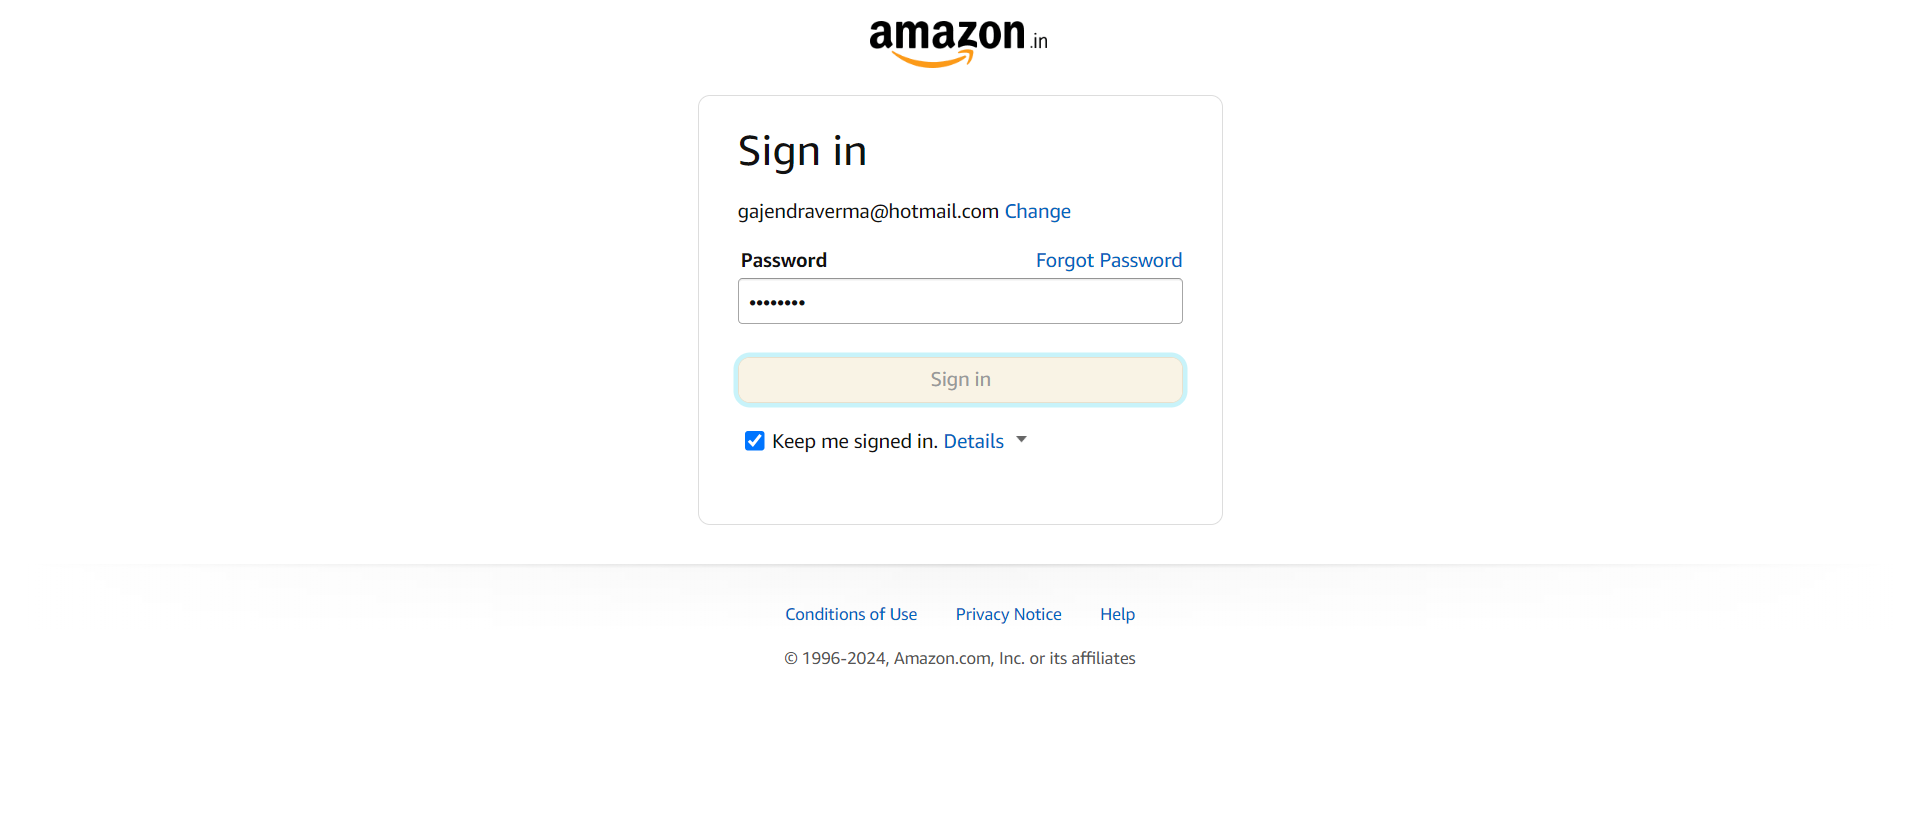 amazon.in
Sign in
gajendraverma@hotmail.com Change
Password Forgot Password
••••••••
Sign in
Keep me signed in. Details
Conditions of Use Privacy Notice Help
© 1996-2024, Amazon.com, Inc. or its affiliates